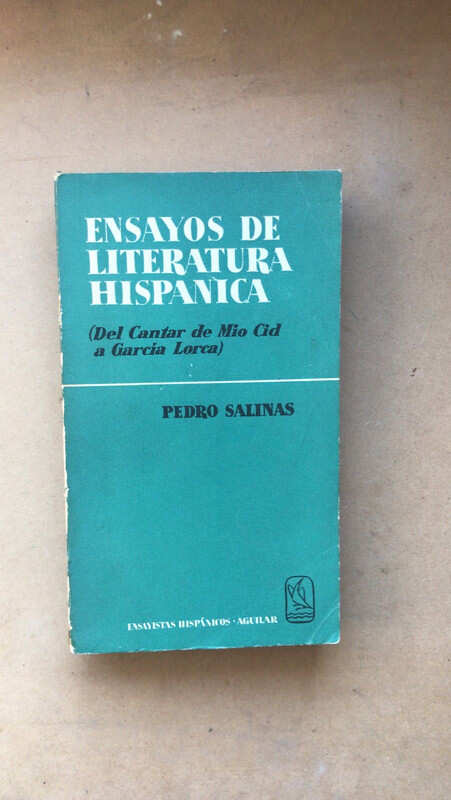 ENSAYOS DE
LITERATURA
HISPANICA
(Del Cantar de Mio Cid
a García Lorca)
PEDRO SALINAS
ENSAYISTAS HISPÁNICOS · AGUILAR